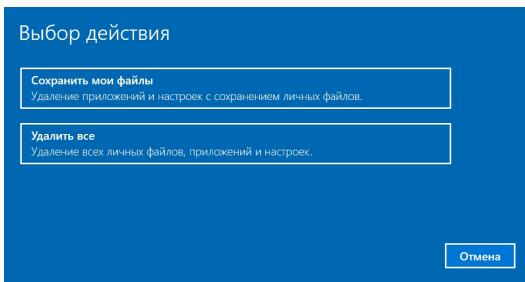 Выбор действия
Сохранить мои файлы
Удаление приложений и настроек с сохранением личных файлов.
Удалить все
Удаление всех личных файлов, приложений и настроек.
Отмена